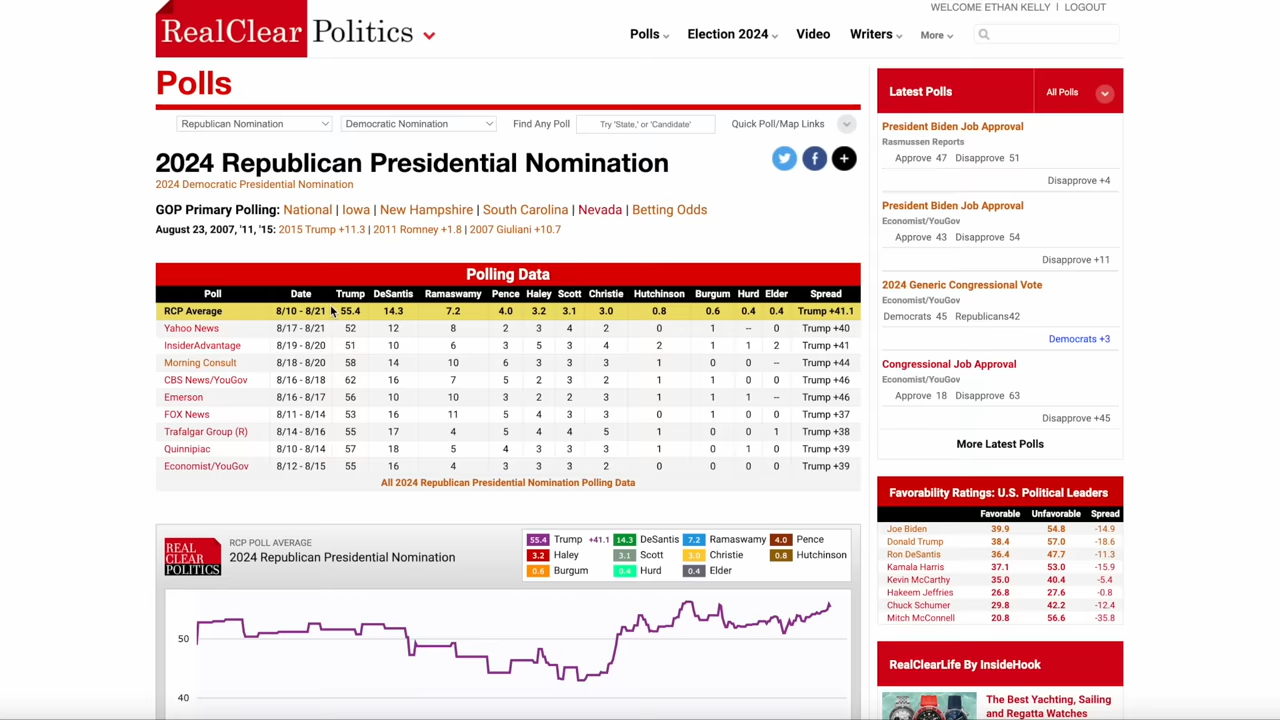 WELCOME ETHAN KELLY | LOGOUT
RealClear Politics
Polls Election 2024 Video Writers More
Polls
Republican Nomination Democratic Nomination Find Any Poll Try 'State,' or 'Candidate' Quick Poll/Map Links
2024 Republican Presidential Nomination
2024 Democratic Presidential Nomination
GOP Primary Polling: National | Iowa | New Hampshire | South Carolina | Nevada | Betting Odds
August 23, 2007, '11, '15: 2015 Trump +11.3 | 2011 Romney +1.8 | 2007 Giuliani +10.7
Polling Data
Poll Date Trump DeSantis Ramaswamy Pence Haley Scott Christie Hutchinson Burgum Hurd Elder Spread
RCP Average 8/10 - 8/21 55.4 14.3 7.2 4.0 3.2 3.1 3.0 0.8 0.6 0.4 0.4 Trump +41.1
Yahoo News 8/17 - 8/21 52 12 8 2 3 4 2 0 1 -- 0 Trump +40
InsiderAdvantage 8/19 - 8/20 51 10 6 3 5 3 4 2 1 1 2 Trump +41
Morning Consult 8/18 - 8/20 58 14 10 6 3 3 3 1 0 0 -- Trump +44
CBS News/YouGov 8/16 - 8/18 62 16 7 5 2 3 2 1 1 0 0 Trump +46
Emerson 8/16 - 8/17 56 10 10 3 2 2 3 1 1 1 -- Trump +46
FOX News 8/11 - 8/14 53 16 11 5 4 3 3 0 1 0 0 Trump +37
Trafalgar Group (R) 8/14 - 8/16 55 17 4 5 4 4 5 1 0 0 1 Trump +38
Quinnipiac 8/10 - 8/14 57 18 5 4 3 3 3 1 0 1 0 Trump +39
Economist/YouGov 8/12 - 8/15 55 16 4 3 3 3 2 0 0 0 0 Trump +39
All 2024 Republican Presidential Nomination Polling Data
REAL CLEAR POLITICS
RCP POLL AVERAGE
2024 Republican Presidential Nomination
55.4 Trump +41.1 14.3 DeSantis 7.2 Ramaswamy 4.0 Pence
3.2 Haley 3.1 Scott 3.0 Christie 0.8 Hutchinson
0.6 Burgum 0.4 Hurd 0.4 Elder
50
40
Latest Polls All Polls
President Biden Job Approval
Rasmussen Reports
Approve 47 Disapprove 51
Disapprove +4
President Biden Job Approval
Economist/YouGov
Approve 43 Disapprove 54
Disapprove +11
2024 Generic Congressional Vote
Economist/YouGov
Democrats 45 Republicans42
Democrats +3
Congressional Job Approval
Economist/YouGov
Approve 18 Disapprove 63
Disapprove +45
More Latest Polls
Favorability Ratings: U.S. Political Leaders
Favorable Unfavorable Spread
Joe Biden 39.9 54.8 -14.9
Donald Trump 38.4 57.0 -18.6
Ron DeSantis 36.4 47.7 -11.3
Kamala Harris 37.1 53.0 -15.9
Kevin McCarthy 35.0 40.4 -5.4
Hakeem Jeffries 26.8 27.6 -0.8
Chuck Schumer 29.8 42.2 -12.4
Mitch McConnell 20.8 56.6 -35.8
RealClearLife By InsideHook
The Best Yachting, Sailing
and Regatta Watches